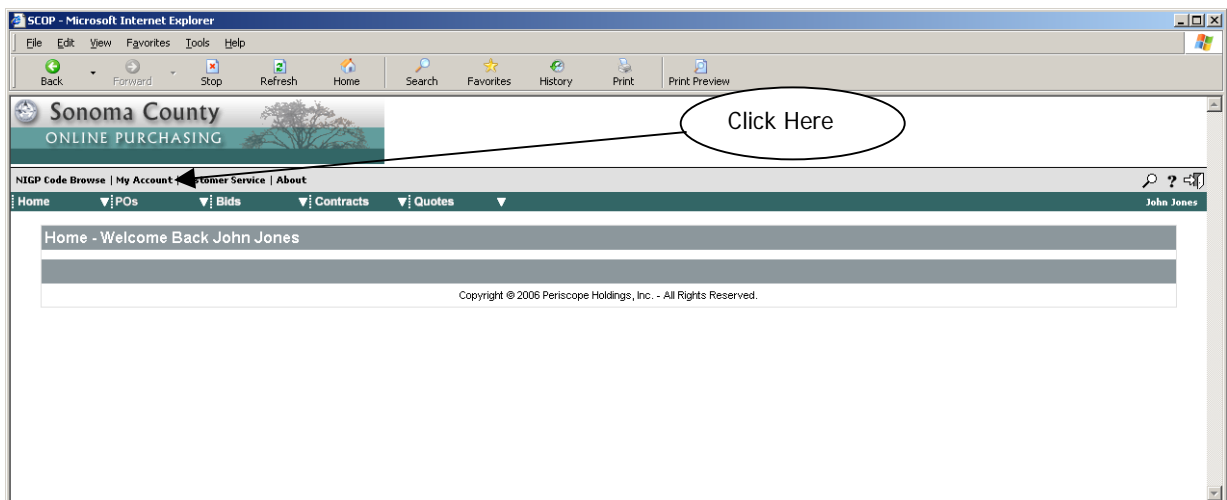 SCOP - Microsoft Internet Explorer
File Edit View Favorites Tools Help
Back Forward Stop Refresh Home Search Favorites History Print Print Preview
Sonoma County
ONLINE PURCHASING
Click Here
NIGP Code Browse | My Account | Customer Service | About
Home POs Bids Contracts Quotes John Jones
Home - Welcome Back John Jones
Copyright © 2006 Periscope Holdings, Inc. - All Rights Reserved.